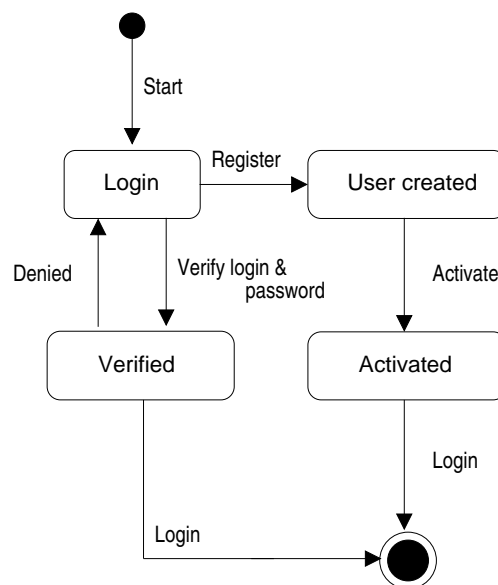 Start
Login
Register
User created
Denied
Verify login &
password
Activate
Verified
Activated
Login
Login